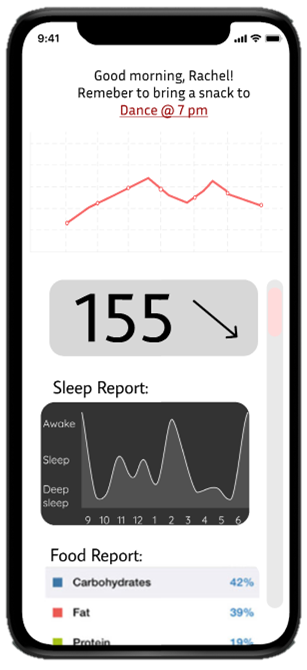 9:41
Good morning, Rachel!
Remeber to bring a snack to
Dance @ 7 pm
155
Sleep Report:
Awake
Sleep
Deep
sleep
9 10 11 12 1 2 3 4 5 6
Food Report:
Carbohydrates 42%
Fat 39%
Protein 19%